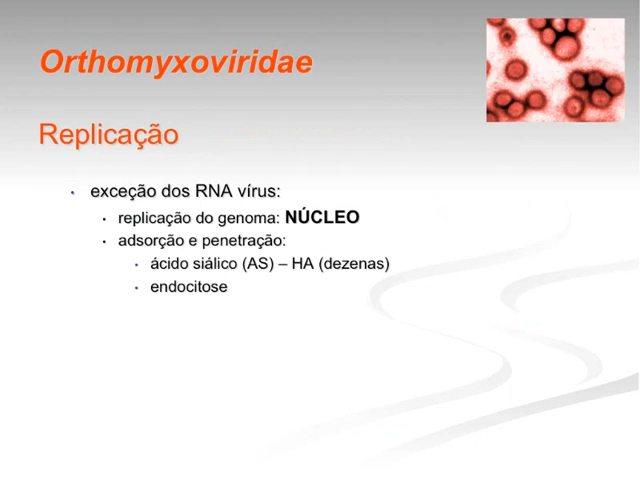 Orthomyxoviridae
Replicação
• exceção dos RNA vírus:
• replicação do genoma: NÚCLEO
• adsorção e penetração:
• ácido siálico (AS) – HA (dezenas)
• endocitose